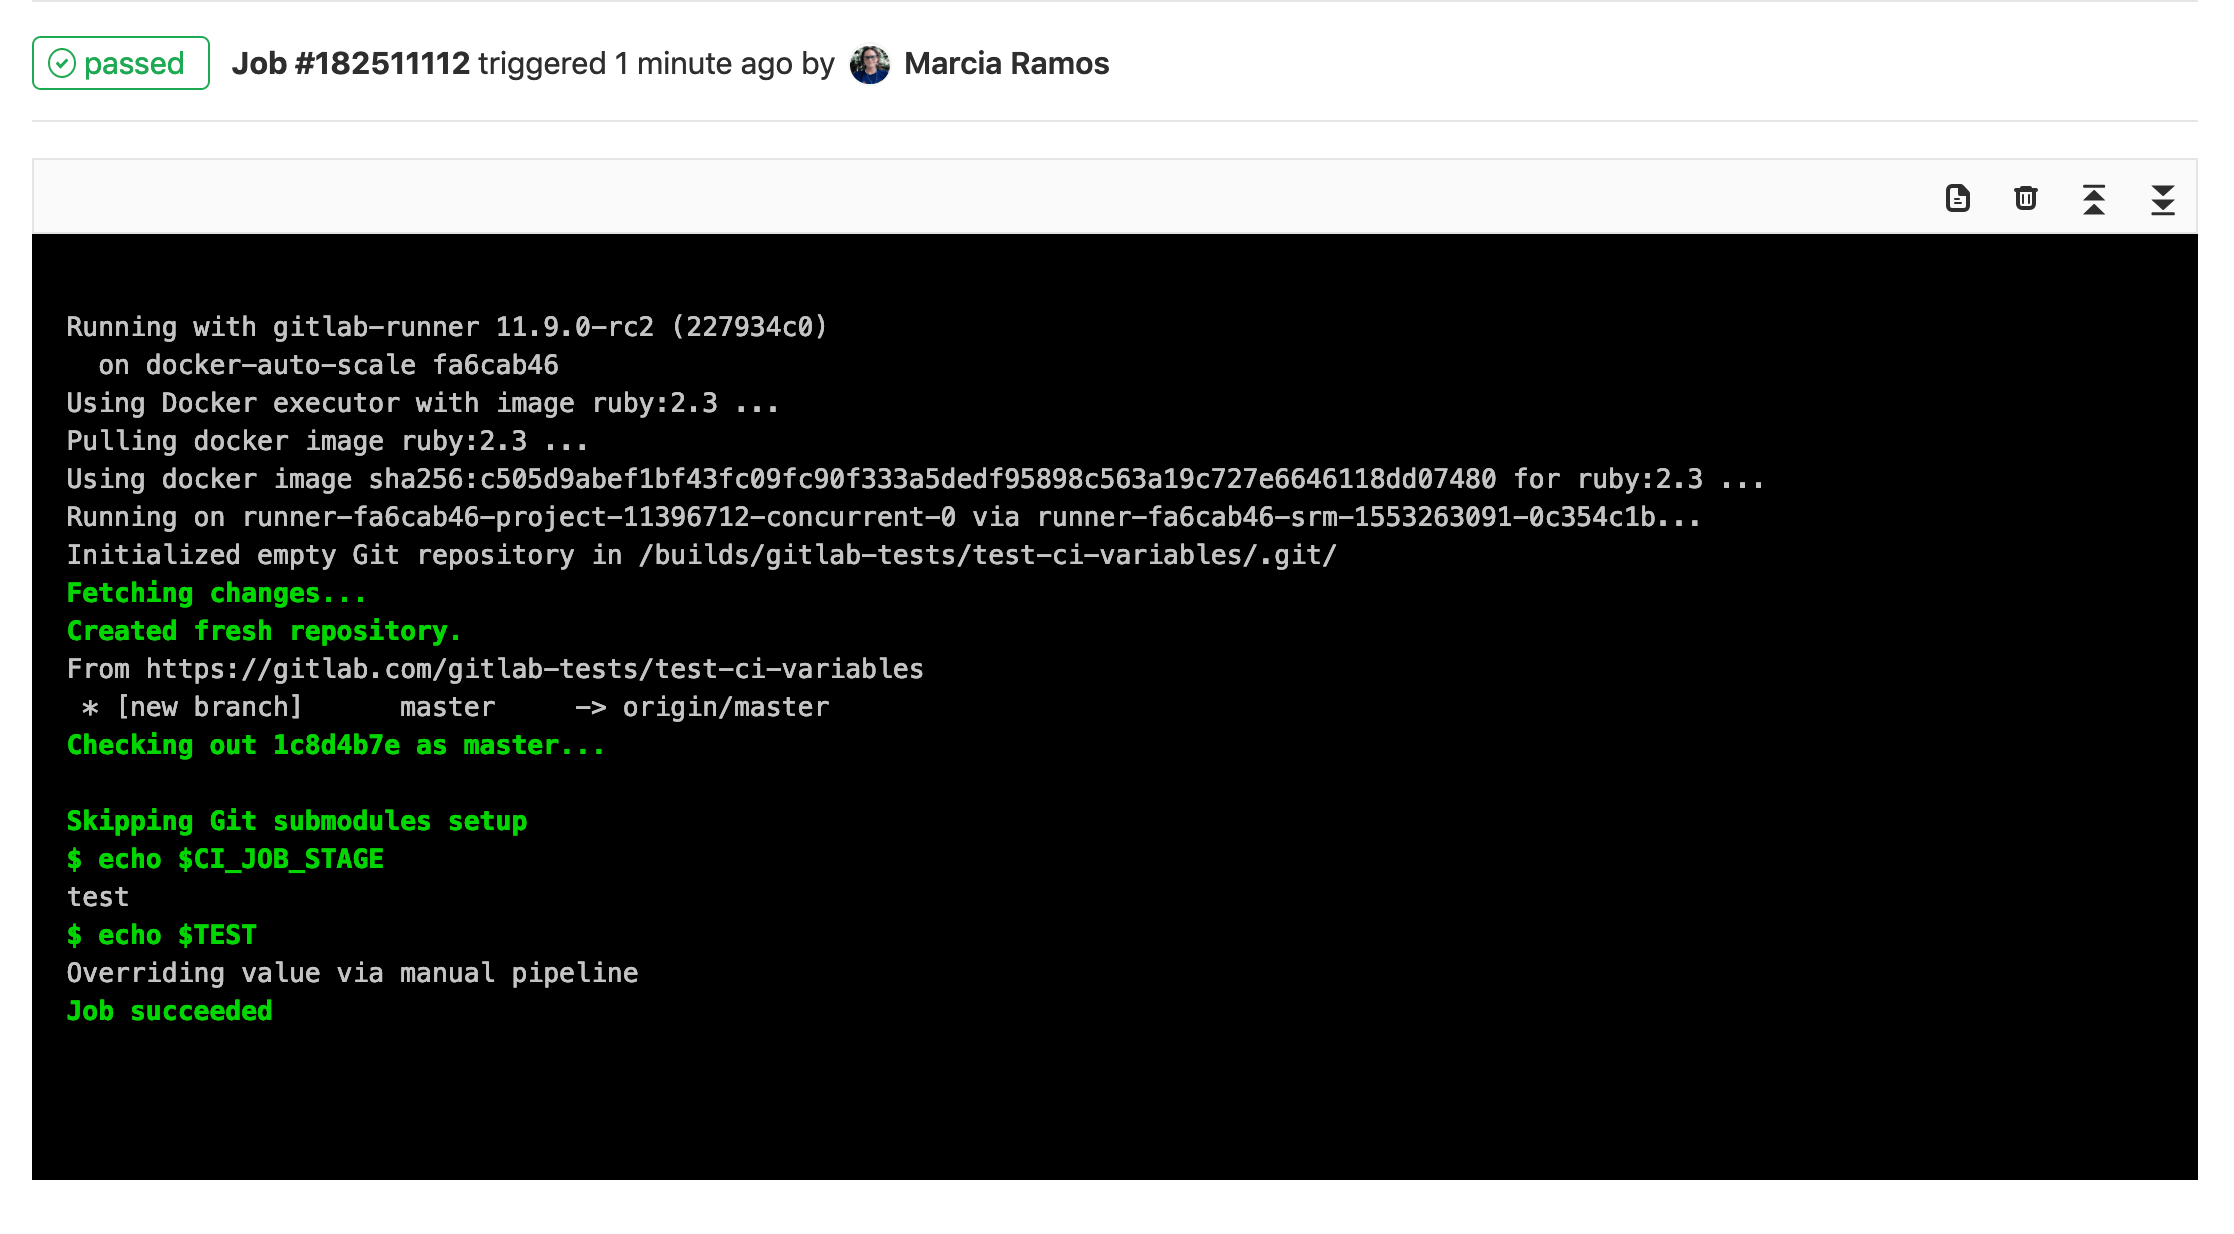 passed Job #182511112 triggered 1 minute ago by Marcia Ramos
Running with gitlab-runner 11.9.0-rc2 (227934c0)
  on docker-auto-scale fa6cab46
Using Docker executor with image ruby:2.3 ...
Pulling docker image ruby:2.3 ...
Using docker image sha256:c505d9abef1bf43fc09fc90f333a5dedf95898c563a19c727e6646118dd07480 for ruby:2.3 ...
Running on runner-fa6cab46-project-11396712-concurrent-0 via runner-fa6cab46-srm-1553263091-0c354c1b...
Initialized empty Git repository in /builds/gitlab-tests/test-ci-variables/.git/
Fetching changes...
Created fresh repository.
From https://gitlab.com/gitlab-tests/test-ci-variables
 * [new branch]      master     -> origin/master
Checking out 1c8d4b7e as master...
Skipping Git submodules setup
$ echo $CI_JOB_STAGE
test
$ echo $TEST
Overriding value via manual pipeline
Job succeeded